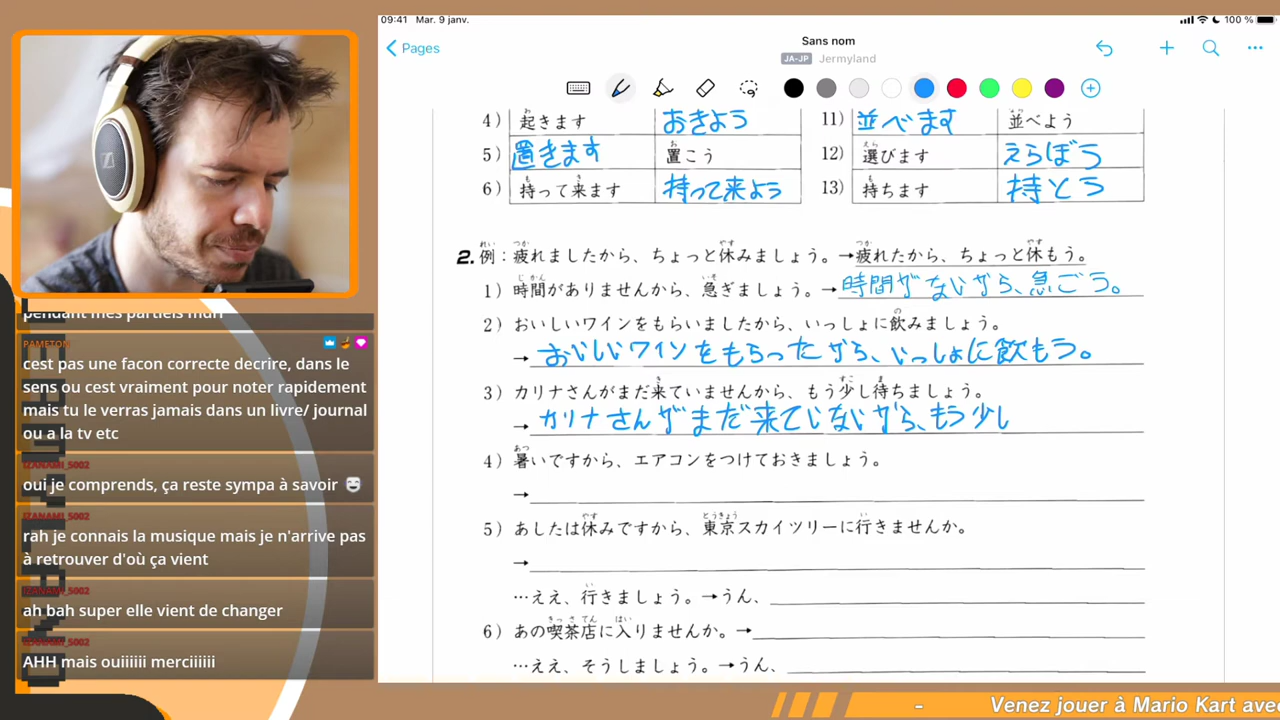 09:41 Mar. 9 janv.
100 %
Pages
Sans nom
JA-JP Jermyland
4) 起きます おきよう 11) 並べます 並べよう
5) 置きます 置こう 12) 選びます えらぼう
6) 持って来ます 持って来よう 13) 持ちます 持とう
2. 例：疲れましたから、ちょっと休みましょう。→疲れたから、ちょっと休もう。
1) 時間がありませんから、急ぎましょう。→時間がないがら、急ごう。
2) おいしいワインをもらいましたから、いっしょに飲みましょう。
→ おいしいワインをもらったがら、いっしょに飲もう。
3) カリナさんがまだ来ていませんから、もう少し待ちましょう。
→ カリナさんがまだ来ていないがら、もう少し
4) 暑いですから、エアコンをつけておきましょう。
→
5) あしたは休みですから、東京スカイツリーに行きませんか。
→
…ええ、行きましょう。→うん、
6) あの喫茶店に入りませんか。→
…ええ、そうしましょう。→うん、
pendant mes partiels mdrr
PAMETON
cest pas une facon correcte decrire, dans le
sens ou cest vraiment pour noter rapidement
mais tu le verras jamais dans un livre/ journal
ou a la tv etc
IZANAMI_5002
oui je comprends, ça reste sympa à savoir
IZANAMI_5002
rah je connais la musique mais je n'arrive pas
à retrouver d'où ça vient
IZANAMI_5002
ah bah super elle vient de changer
IZANAMI_5002
AHH mais ouiiiiii merciiiiii
- Venez jouer à Mario Kart avec